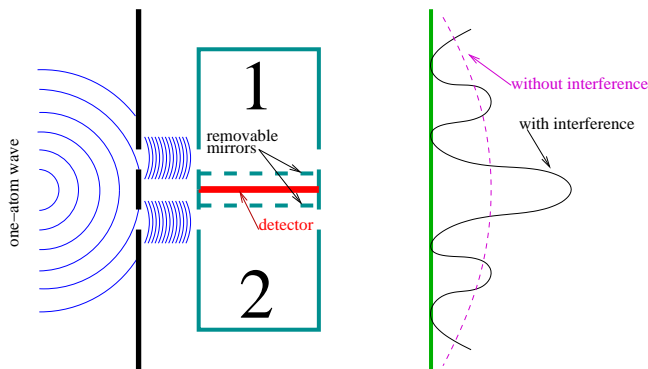 one-atom wave
1
removable
mirrors
detector
2
without interference
with interference